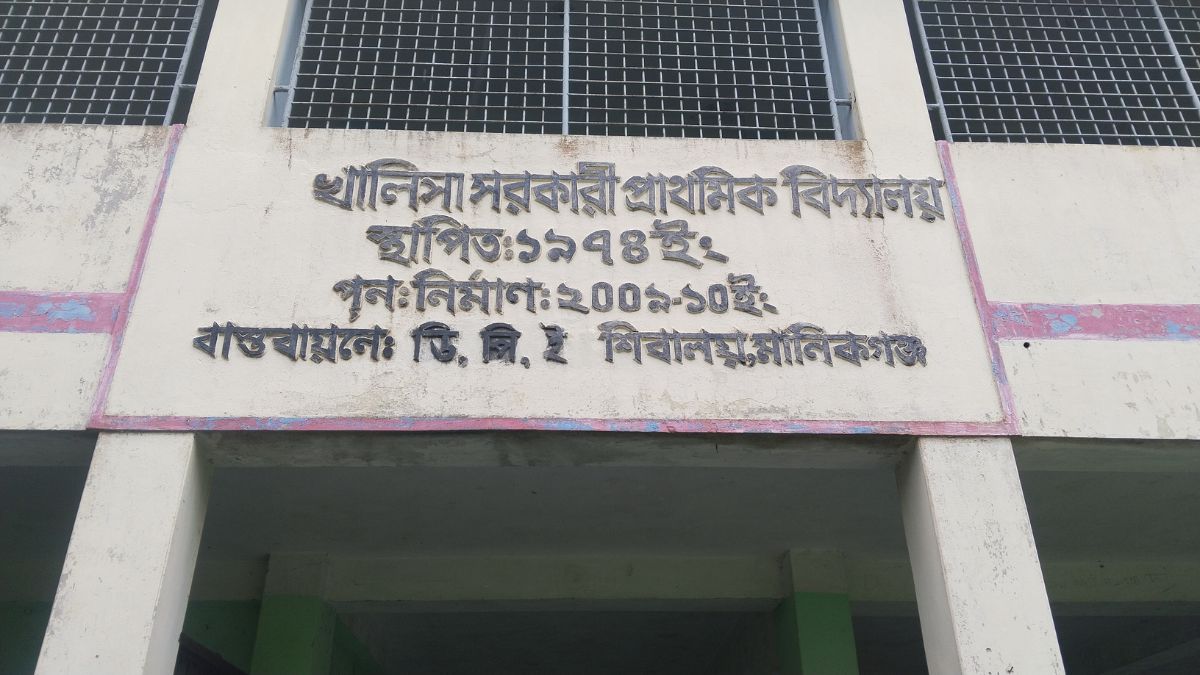 খালিসা সরকারী প্রাথমিক বিদ্যালয়
স্থাপিত:১৯৭৪ইং
পুন:নির্মাণ:২০০৯-১০ইং
বাস্তবায়নে: ডি, পি, ই শিবালয়,মানিকগঞ্জ